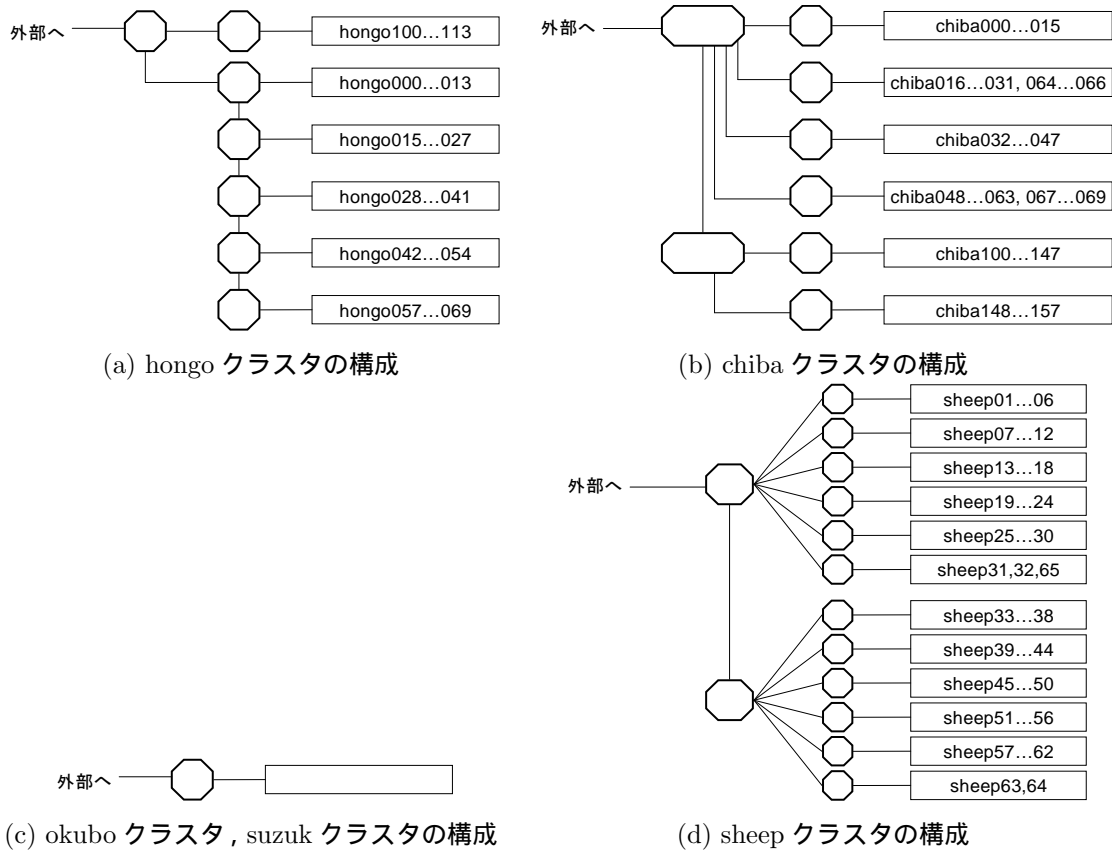 外部へ
hongo100…113
hongo000…013
hongo015…027
hongo028…041
hongo042…054
hongo057…069
(a) hongo クラスタの構成
外部へ
chiba000…015
chiba016…031, 064…066
chiba032…047
chiba048…063, 067…069
chiba100…147
chiba148…157
(b) chiba クラスタの構成
外部へ
(c) okubo クラスタ , suzuk クラスタの構成
外部へ
sheep01…06
sheep07…12
sheep13…18
sheep19…24
sheep25…30
sheep31,32,65
sheep33…38
sheep39…44
sheep45…50
sheep51…56
sheep57…62
sheep63,64
(d) sheep クラスタの構成